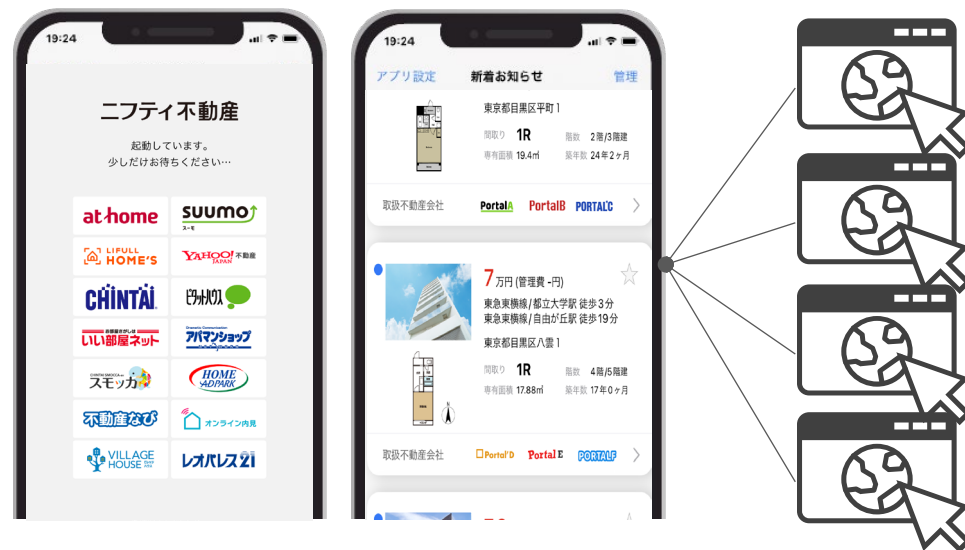 19:24
ニフティ不動産
起動しています。
少しだけお待ちください…
at home
suumo
スーモ
LIFULL
HOME'S
YAHOO! 不動産
JAPAN
CHINTAI
ピタットハウス
お部屋さがしは
いい部屋ネット
アパマンショップ
スモッカ
HOME
ADPARK
不動産なび
オンライン内見
VILLAGE
HOUSE
レオパレス21
19:24
アプリ設定 新着お知らせ 管理
東京都目黒区平町1
間取り 1R 階数 2階/3階建
専有面積 19.4㎡ 築年数 24年2ヶ月
取扱不動産会社 PortalA PortalB PORTAL'C
7万円 (管理費 -円)
東急東横線/都立大学駅 徒歩3分
東急東横線/自由が丘駅 徒歩19分
東京都目黒区八雲1
間取り 1R 階数 4階/5階建
専有面積 17.88㎡ 築年数 17年0ヶ月
取扱不動産会社 Portal'D Portal E PORTALF